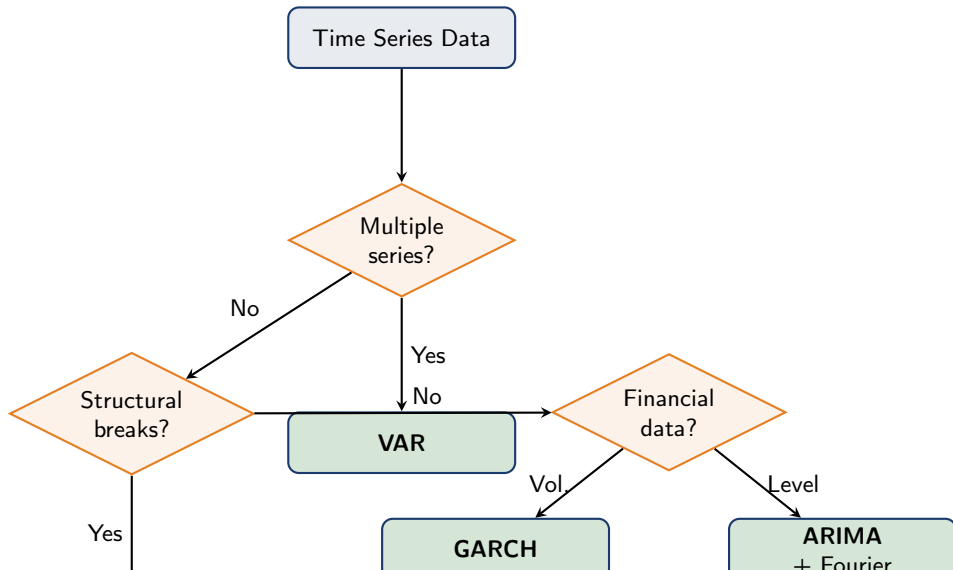 Time Series Data
Multiple
series?
No
Yes
No
Structural
breaks?
VAR
Financial
data?
Vol.
Level
Yes
GARCH
ARIMA
+ Fourier